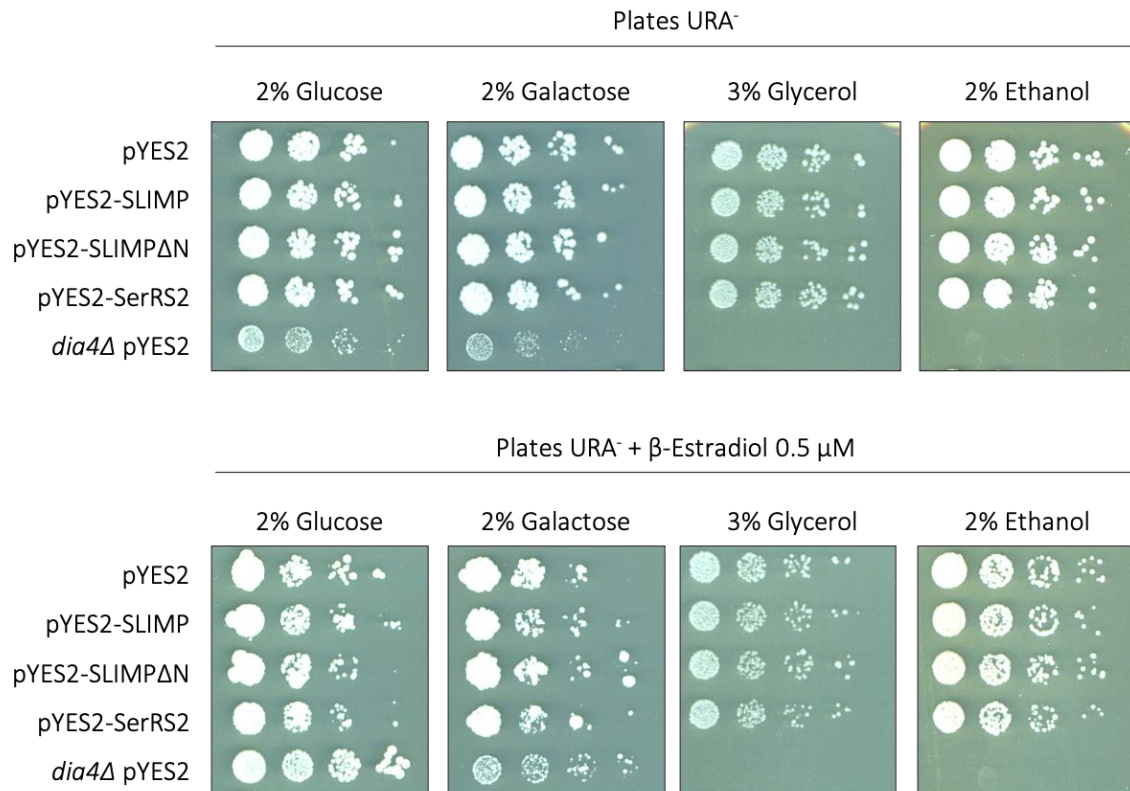 Plates URA⁻
2% Glucose 2% Galactose 3% Glycerol 2% Ethanol
pYES2
pYES2-SLIMP
pYES2-SLIMPΔN
pYES2-SerRS2
dia4Δ pYES2
Plates URA⁻ + β-Estradiol 0.5 μM
2% Glucose 2% Galactose 3% Glycerol 2% Ethanol
pYES2
pYES2-SLIMP
pYES2-SLIMPΔN
pYES2-SerRS2
dia4Δ pYES2